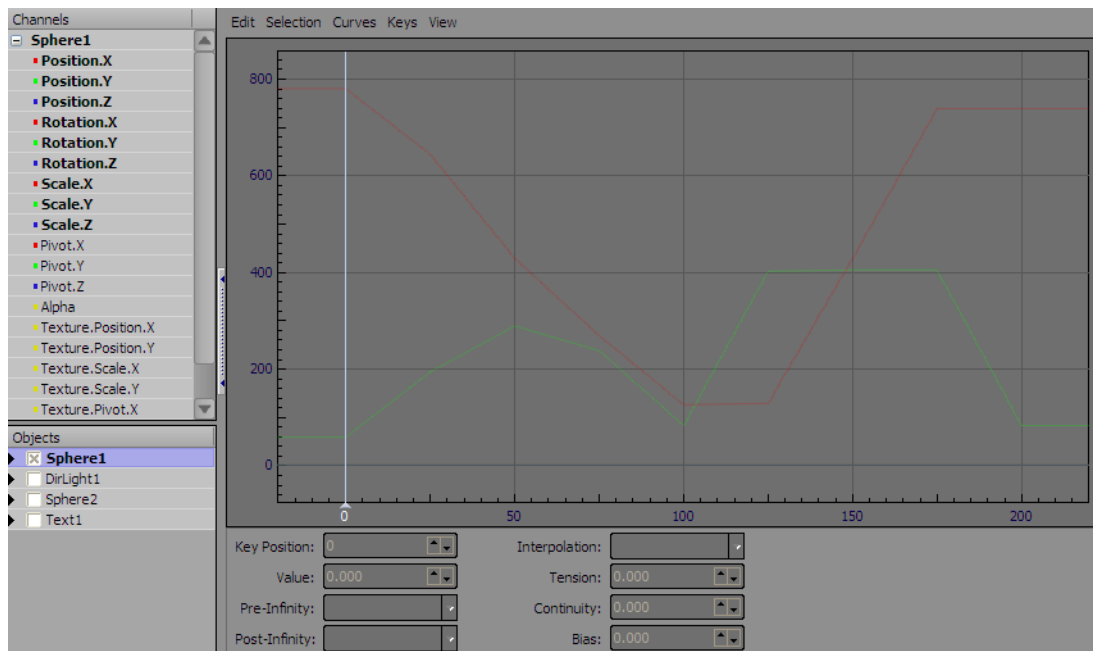 Channels
Sphere1
Position.X
Position.Y
Position.Z
Rotation.X
Rotation.Y
Rotation.Z
Scale.X
Scale.Y
Scale.Z
Pivot.X
Pivot.Y
Pivot.Z
Alpha
Texture.Position.X
Texture.Position.Y
Texture.Scale.X
Texture.Scale.Y
Texture.Pivot.X
Objects
Sphere1
DirLight1
Sphere2
Text1
Edit Selection Curves Keys View
800
600
400
200
0
0 50 100 150 200
Key Position: 0 Interpolation:
Value: 0.000 Tension: 0.000
Pre-Infinity: Continuity: 0.000
Post-Infinity: Bias: 0.000